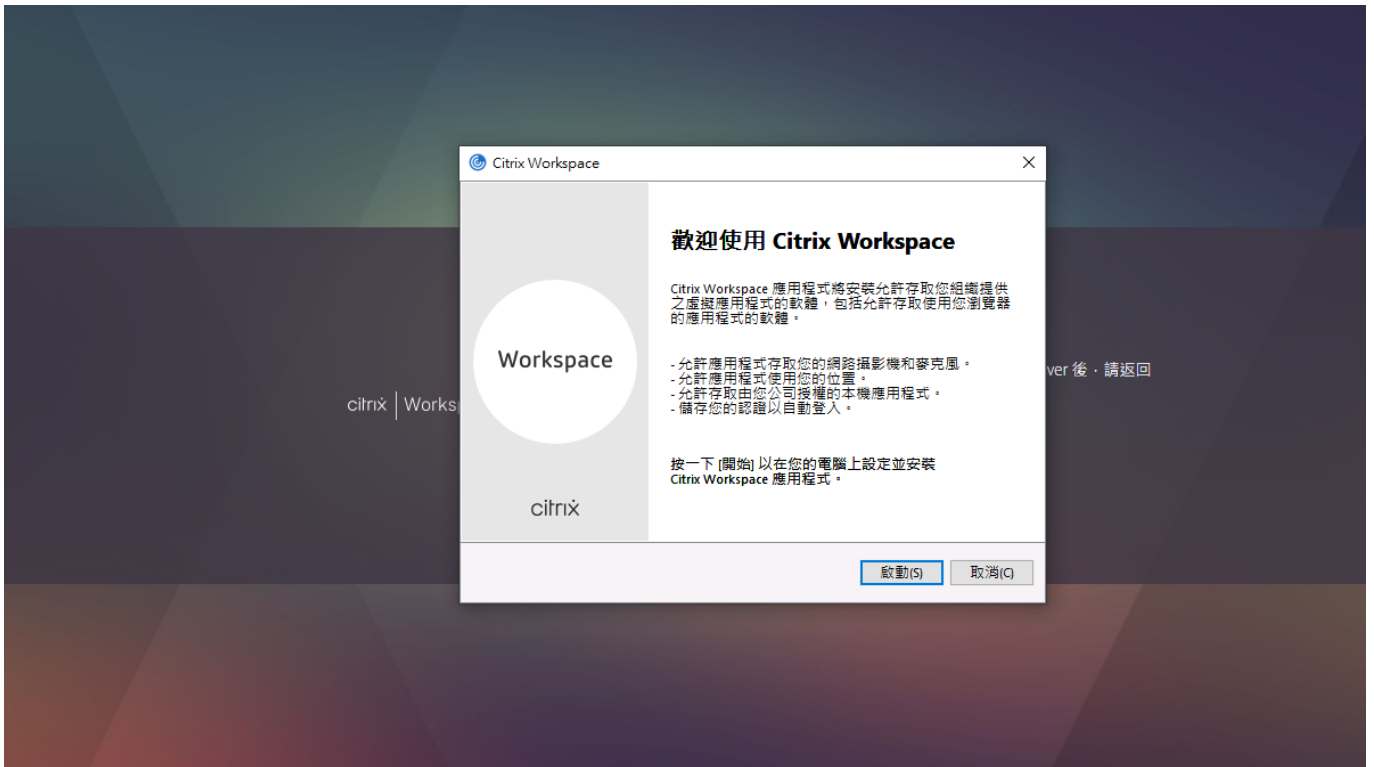 Citrix Workspace
歡迎使用 Citrix Workspace
Citrix Workspace 應用程式將安裝允許存取您組織提供
之虛擬應用程式的軟體，包括允許存取使用您瀏覽器
的應用程式的軟體。
- 允許應用程式存取您的網路攝影機和麥克風。
- 允許應用程式使用您的位置。
- 允許存取由您公司授權的本機應用程式。
- 儲存您的認證以自動登入。
按一下 [開始] 以在您的電腦上設定並安裝
Citrix Workspace 應用程式。
Workspace
citrix
啟動(S)
取消(C)
citrix | Works
ver 後，請返回